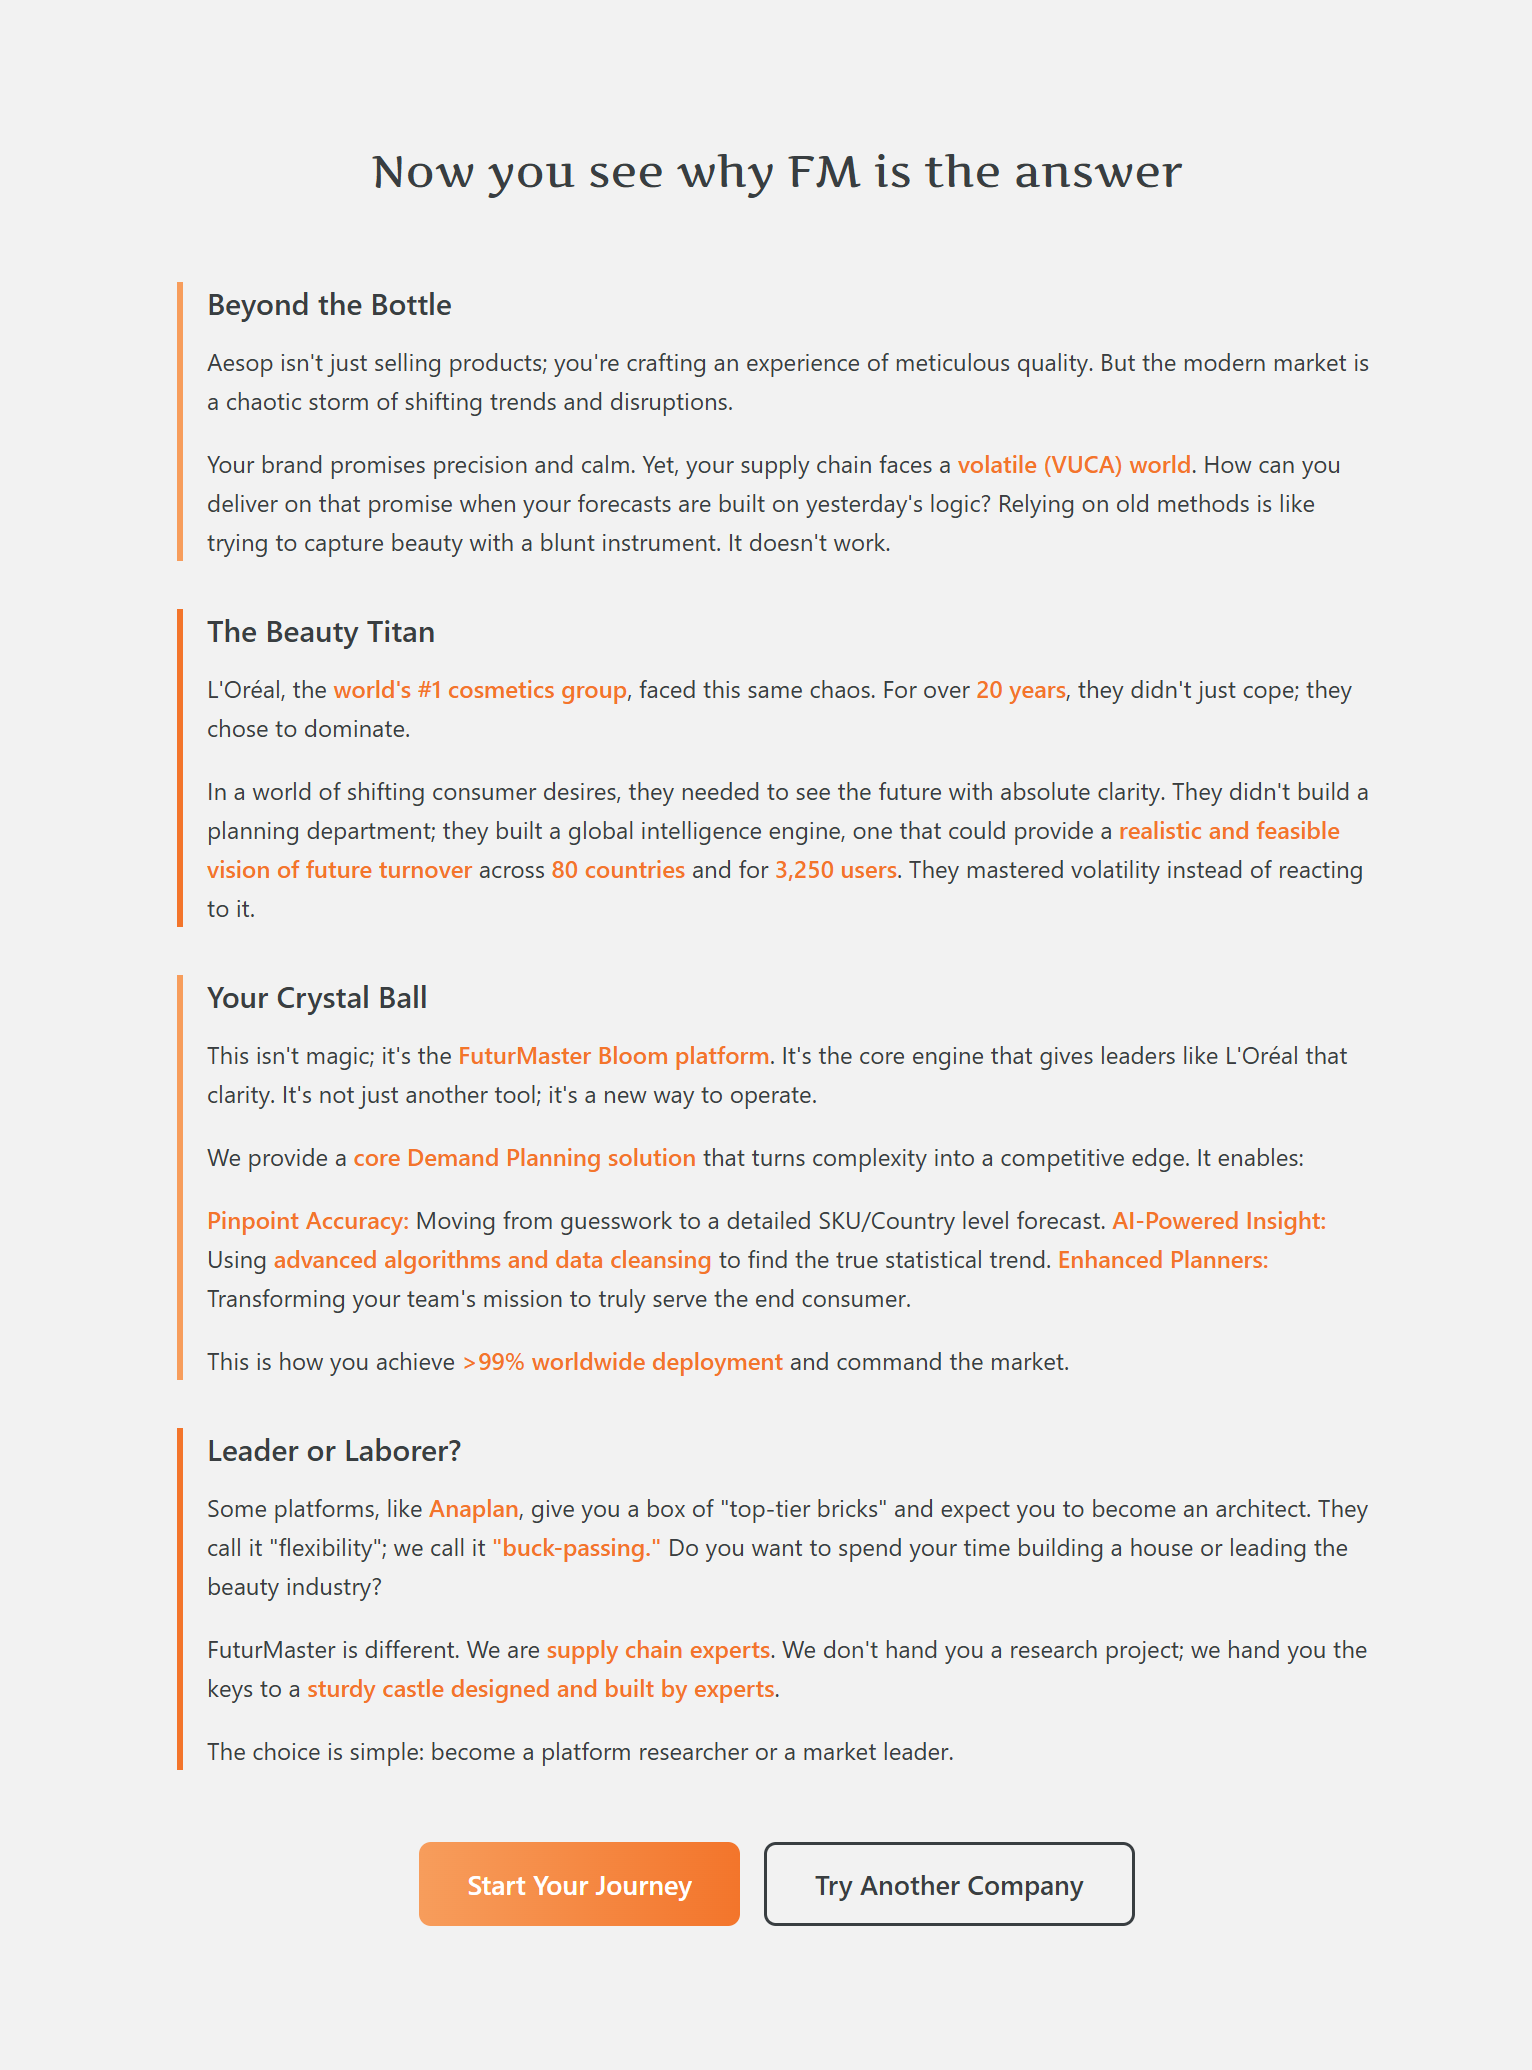 Now you see why FM is the answer
Beyond the Bottle
Aesop isn't just selling products; you're crafting an experience of meticulous quality. But the modern market is
a chaotic storm of shifting trends and disruptions.
Your brand promises precision and calm. Yet, your supply chain faces a volatile (VUCA) world. How can you
deliver on that promise when your forecasts are built on yesterday's logic? Relying on old methods is like
trying to capture beauty with a blunt instrument. It doesn't work.
The Beauty Titan
L'Oréal, the world's #1 cosmetics group, faced this same chaos. For over 20 years, they didn't just cope; they
chose to dominate.
In a world of shifting consumer desires, they needed to see the future with absolute clarity. They didn't build a
planning department; they built a global intelligence engine, one that could provide a realistic and feasible
vision of future turnover across 80 countries and for 3,250 users. They mastered volatility instead of reacting
to it.
Your Crystal Ball
This isn't magic; it's the FuturMaster Bloom platform. It's the core engine that gives leaders like L'Oréal that
clarity. It's not just another tool; it's a new way to operate.
We provide a core Demand Planning solution that turns complexity into a competitive edge. It enables:
Pinpoint Accuracy: Moving from guesswork to a detailed SKU/Country level forecast. AI-Powered Insight:
Using advanced algorithms and data cleansing to find the true statistical trend. Enhanced Planners:
Transforming your team's mission to truly serve the end consumer.
This is how you achieve >99% worldwide deployment and command the market.
Leader or Laborer?
Some platforms, like Anaplan, give you a box of "top-tier bricks" and expect you to become an architect. They
call it "flexibility"; we call it "buck-passing." Do you want to spend your time building a house or leading the
beauty industry?
FuturMaster is different. We are supply chain experts. We don't hand you a research project; we hand you the
keys to a sturdy castle designed and built by experts.
The choice is simple: become a platform researcher or a market leader.
Start Your Journey
Try Another Company